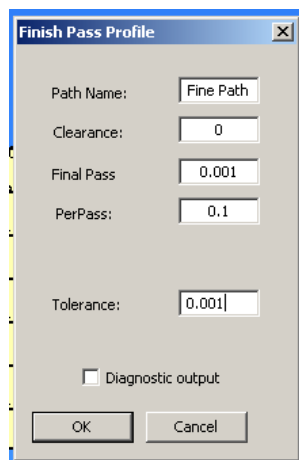 Finish Pass Profile
Path Name: Fine Path
Clearance: 0
Final Pass 0.001
PerPass: 0.1
Tolerance: 0.001
Diagnostic output
OK Cancel